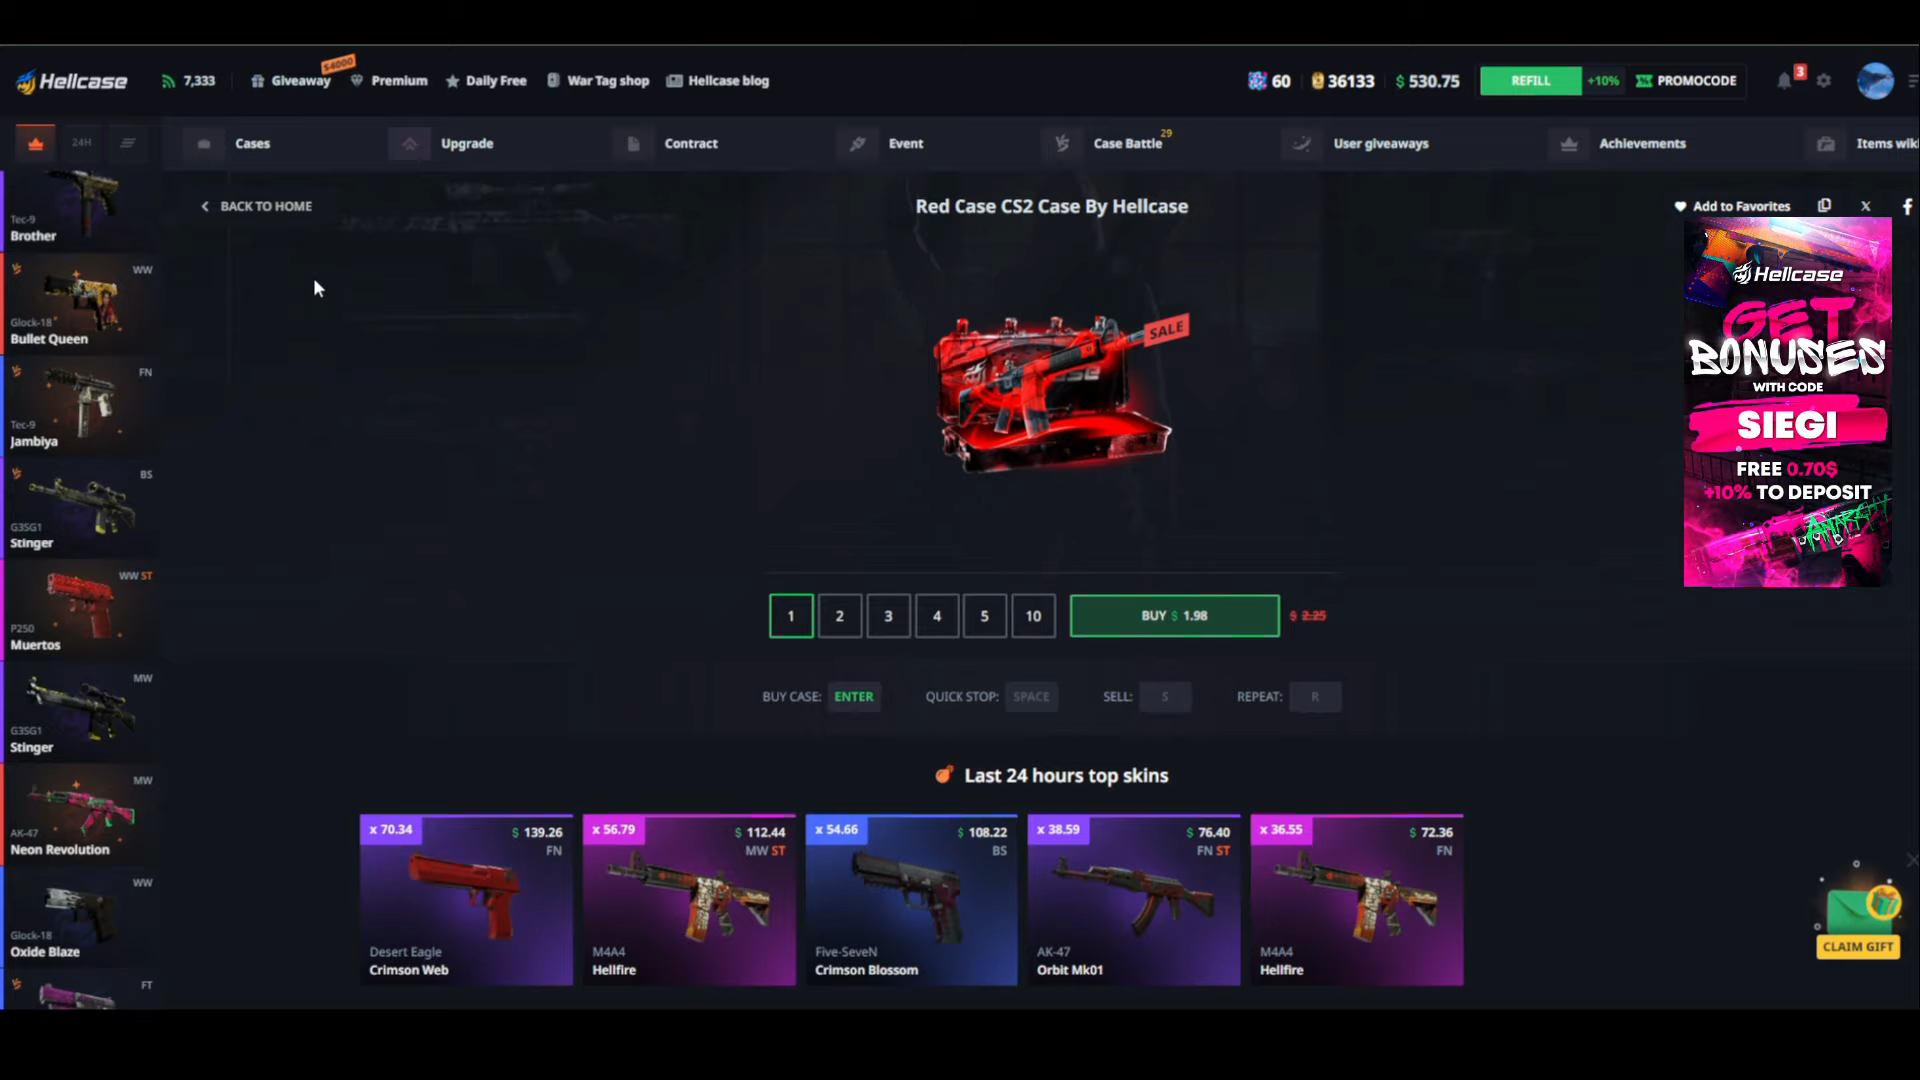 Hellcase
7,333
Giveaway
$4000
Premium
Daily Free
War Tag shop
Hellcase blog
60
36133
$ 530.75
REFILL
+10%
PROMOCODE
3
24H
Cases
Upgrade
Contract
Event
Case Battle
29
User giveaways
Achievements
Items wiki
BACK TO HOME
Red Case CS2 Case By Hellcase
Add to Favorites
Tec-9
Brother
WW
Glock-18
Bullet Queen
FN
Tec-9
Jambiya
BS
G3SG1
Stinger
WW ST
P250
Muertos
MW
G3SG1
Stinger
MW
AK-47
Neon Revolution
WW
Glock-18
Oxide Blaze
FT
SALE
Hellcase
GET
BONUSES
WITH CODE
SIEGI
FREE 0.70$
+10% TO DEPOSIT
1
2
3
4
5
10
BUY $ 1.98
$ 2.25
BUY CASE: ENTER
QUICK STOP: SPACE
SELL: S
REPEAT: R
Last 24 hours top skins
x 70.34
$ 139.26
FN
Desert Eagle
Crimson Web
x 56.79
$ 112.44
MW ST
M4A4
Hellfire
x 54.66
$ 108.22
BS
Five-SeveN
Crimson Blossom
x 38.59
$ 76.40
FN ST
AK-47
Orbit Mk01
x 36.55
$ 72.36
FN
M4A4
Hellfire
CLAIM GIFT